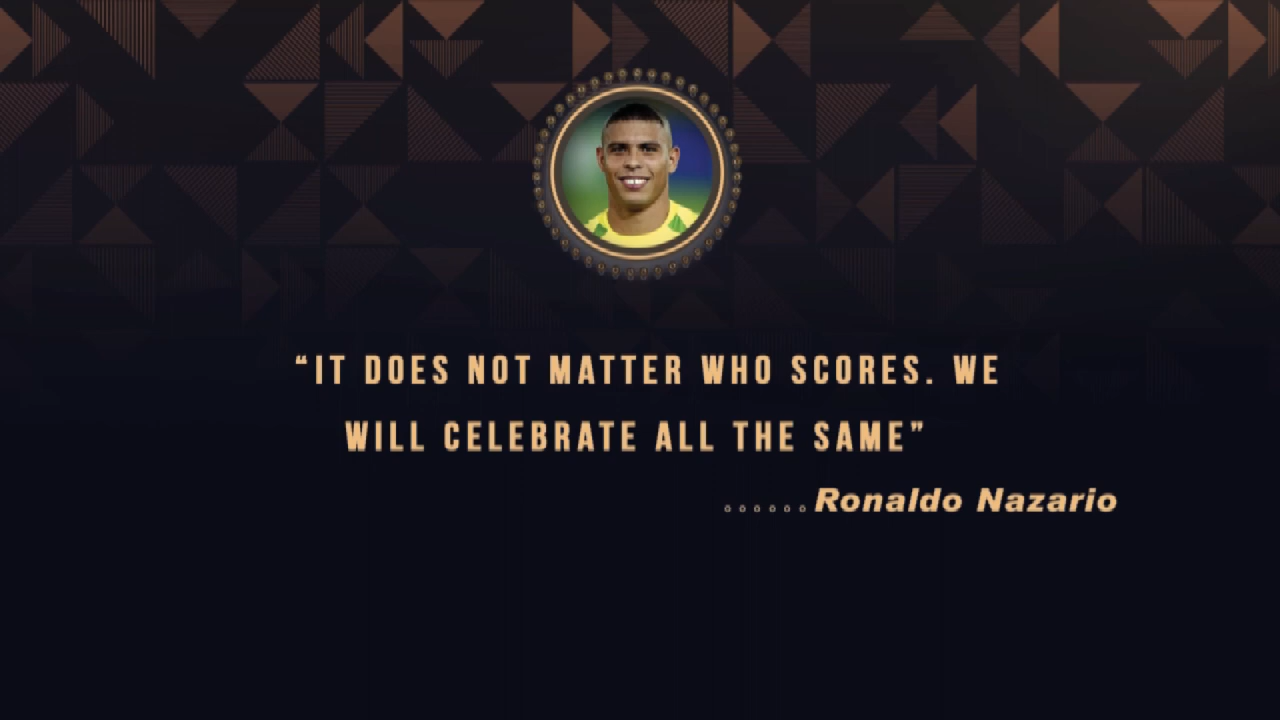 “IT DOES NOT MATTER WHO SCORES. WE
WILL CELEBRATE ALL THE SAME”
......Ronaldo Nazario